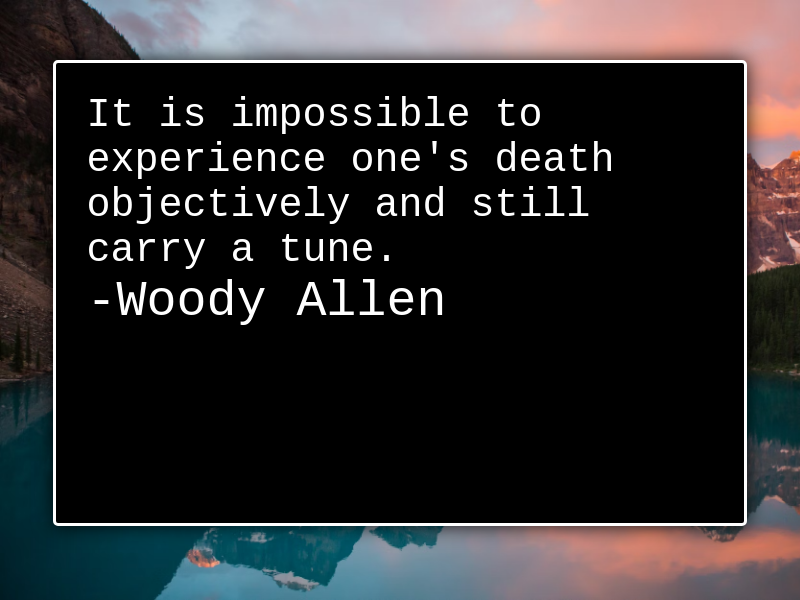 It is impossible to
experience one's death
objectively and still
carry a tune.
-Woody Allen